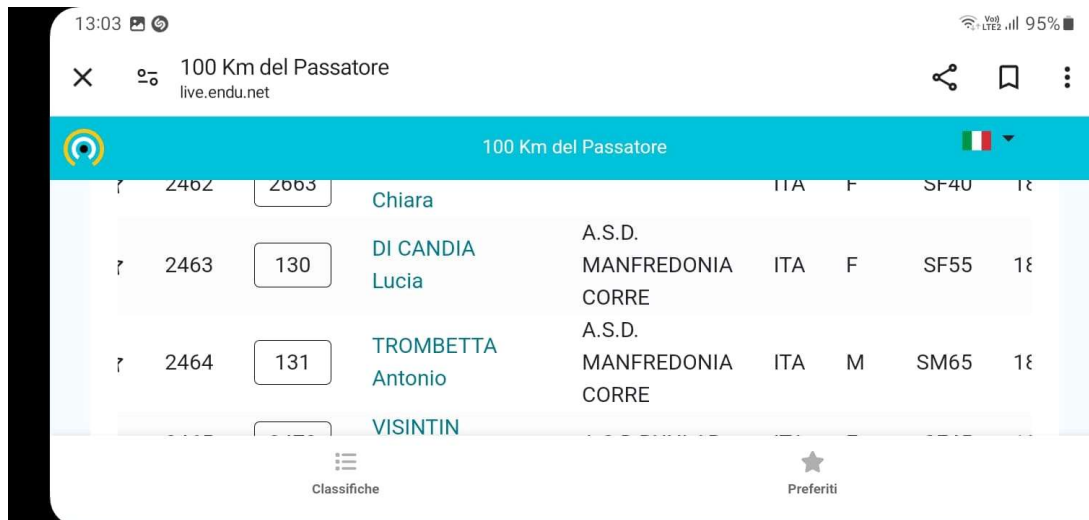 13:03 Vo)) LTE2 95%
100 Km del Passatore
live.endu.net
100 Km del Passatore
2462 2663 Chiara ITA F SF40
2463 130 DI CANDIA Lucia A.S.D. MANFREDONIA CORRE ITA F SF55
2464 131 TROMBETTA Antonio A.S.D. MANFREDONIA CORRE ITA M SM65
VISINTIN
Classifiche Preferiti